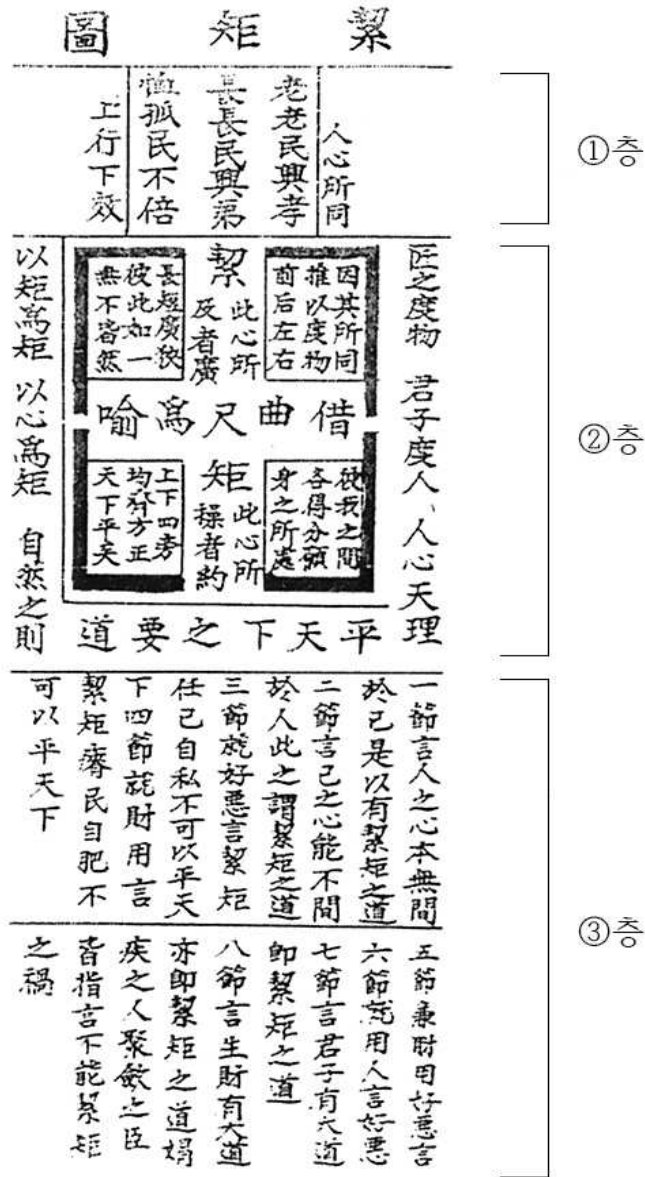 絜矩圖
①층
人心所同
老老民興孝
長長民興弟
恤孤民不倍
上行下效
②층
匠之度物 君子度人、人心天理
因其所同
推以度物
前后左右
絜
此心所
及者廣
長短廣狹
彼此如一
無不皆然
借曲尺爲喻
彼我之間
各得分願
身之所處
矩
此心所
操者約
上下四旁
均齊方正
天下平矣
平天下之要道
以矩爲矩 以心爲矩 自然之則
③층
一節言人之心本無間
於己是以有絜矩之道
二節言己之心能不間
於人此之謂絜矩之道
三節就好惡言絜矩
任己自私不可以平天
下四節就財用言
絜矩瘠民自肥不
可以平天下
五節兼財用好惡言
六節就用人言好惡
七節言君子有大道
卽絜矩之道
八節言生財有大道
亦卽絜矩之道媢
疾之人聚斂之臣
皆指言不能絜矩
之禍